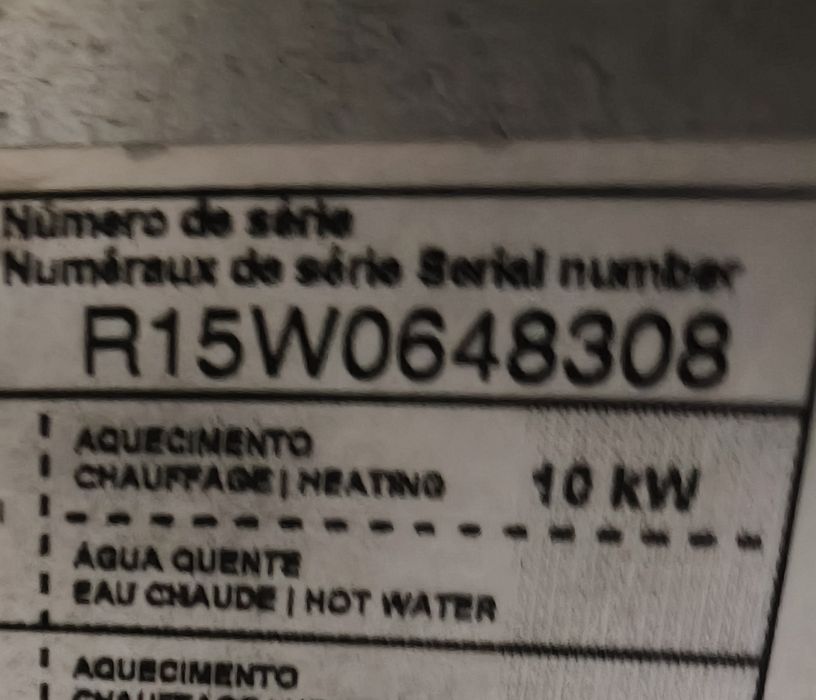 Número de série
Numéraux de série Serial number
R15W0648308
AQUECIMENTO
CHAUFFAGE | HEATING 10 kW
ÁGUA QUENTE
EAU CHAUDE | HOT WATER
AQUECIMENTO